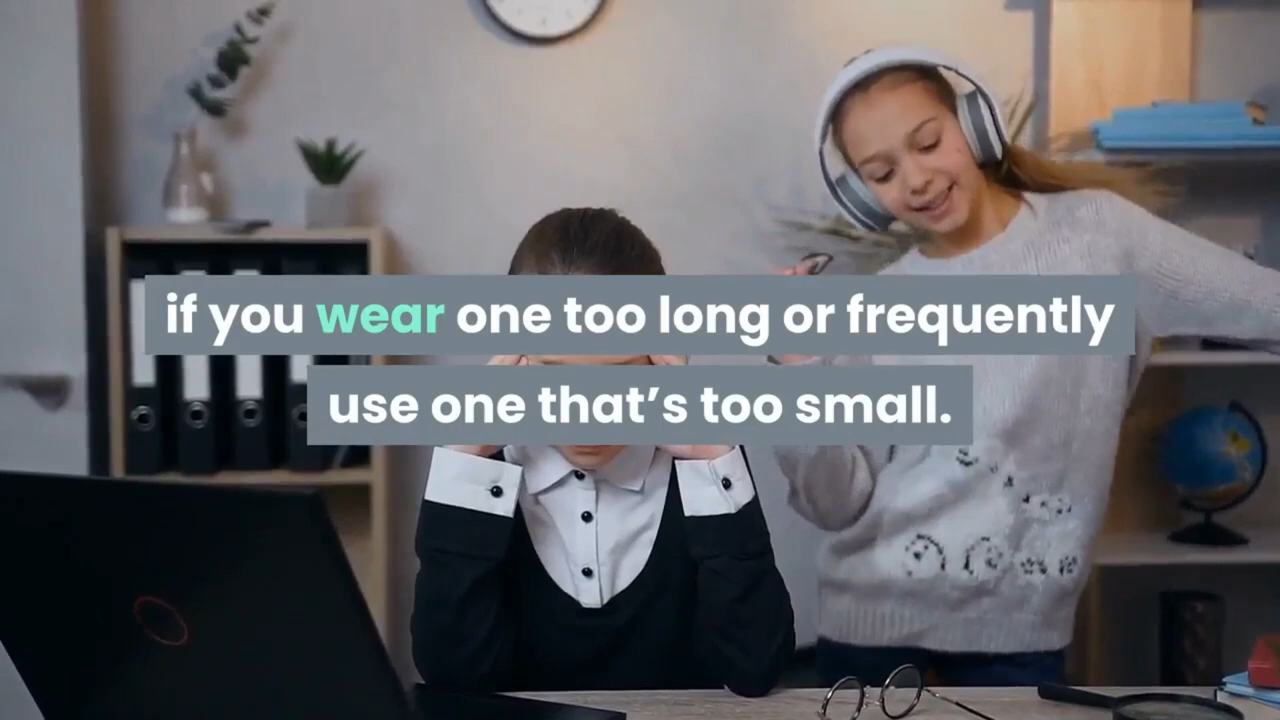 if you wear one too long or frequently
use one that’s too small.